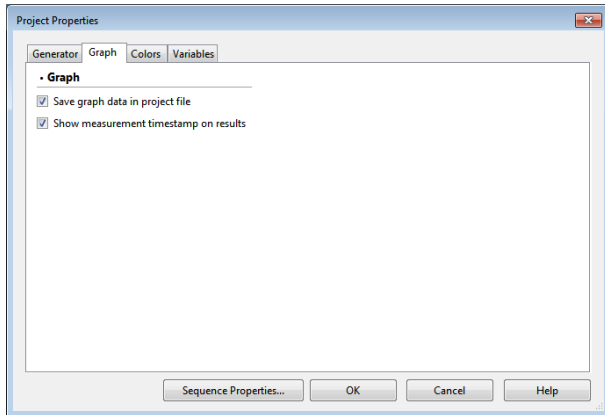 Project Properties
Generator Graph Colors Variables
• Graph
Save graph data in project file
Show measurement timestamp on results
Sequence Properties... OK Cancel Help